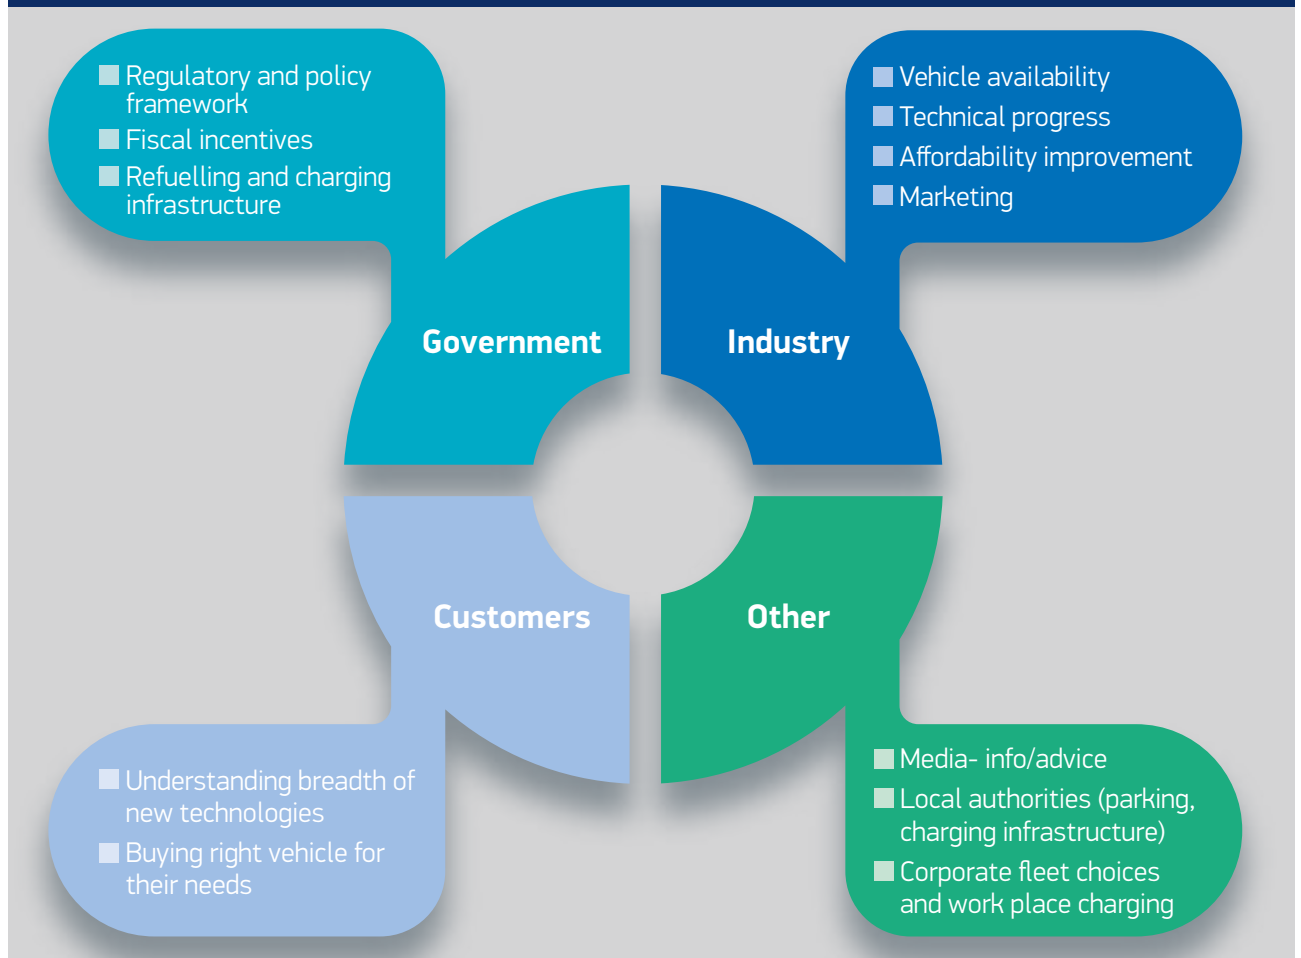 Regulatory and policy
framework
Fiscal incentives
Refuelling and charging
infrastructure
Government
Vehicle availability
Technical progress
Affordability improvement
Marketing
Industry
Customers
Understanding breadth of
new technologies
Buying right vehicle for
their needs
Other
Media- info/advice
Local authorities (parking,
charging infrastructure)
Corporate fleet choices
and work place charging